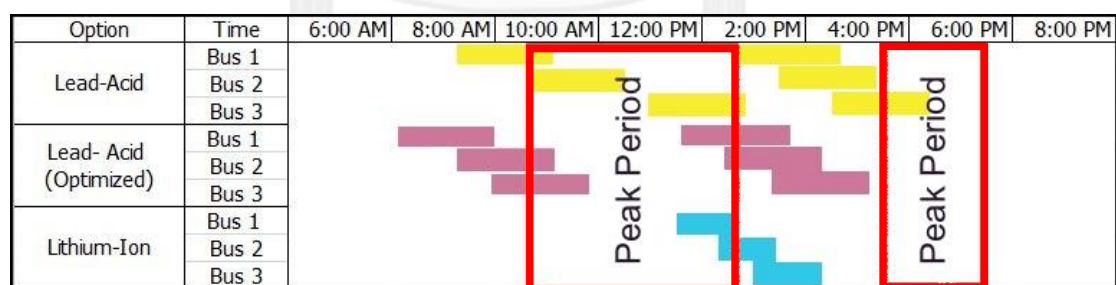 Option Time 6:00 AM 8:00 AM 10:00 AM 12:00 PM 2:00 PM 4:00 PM 6:00 PM 8:00 PM
Lead-Acid
Bus 1
Bus 2
Bus 3
Lead- Acid
(Optimized)
Bus 1
Bus 2
Bus 3
Lithium-Ion
Bus 1
Bus 2
Bus 3
Peak Period
Peak Period